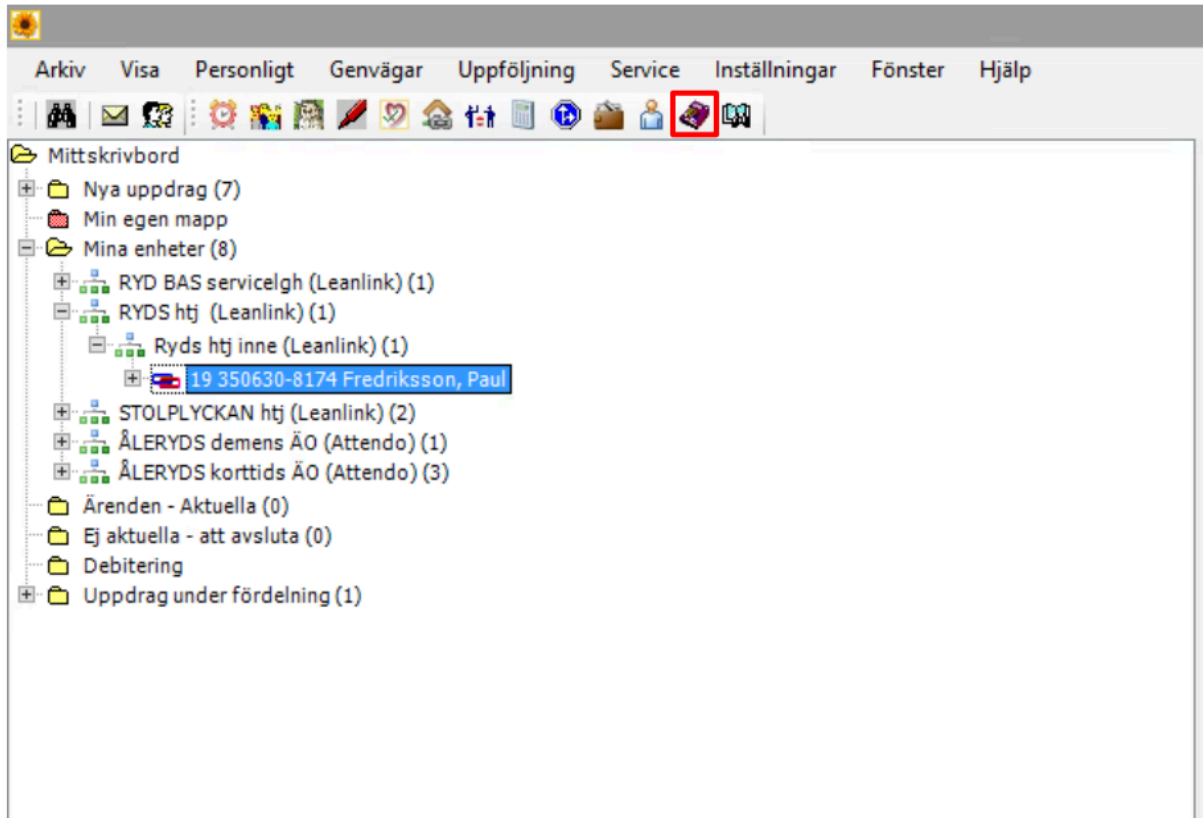 Arkiv Visa Personligt Genvägar Uppföljning Service Inställningar Fönster Hjälp
Mittskrivbord
Nya uppdrag (7)
Min egen mapp
Mina enheter (8)
RYD BAS servicelgh (Leanlink) (1)
RYDS htj (Leanlink) (1)
Ryds htj inne (Leanlink) (1)
19 350630-8174 Fredriksson, Paul
STOLPLYCKAN htj (Leanlink) (2)
ÅLERYDS demens ÄO (Attendo) (1)
ÅLERYDS korttids ÄO (Attendo) (3)
Ärenden - Aktuella (0)
Ej aktuella - att avsluta (0)
Debitering
Uppdrag under fördelning (1)